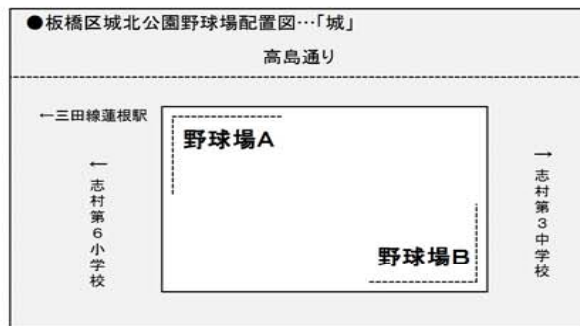 ●板橋区城北公園野球場配置図…「城」
高島通り
←三田線蓮根駅
野球場A
←志村第6小学校
→志村第3中学校
野球場B